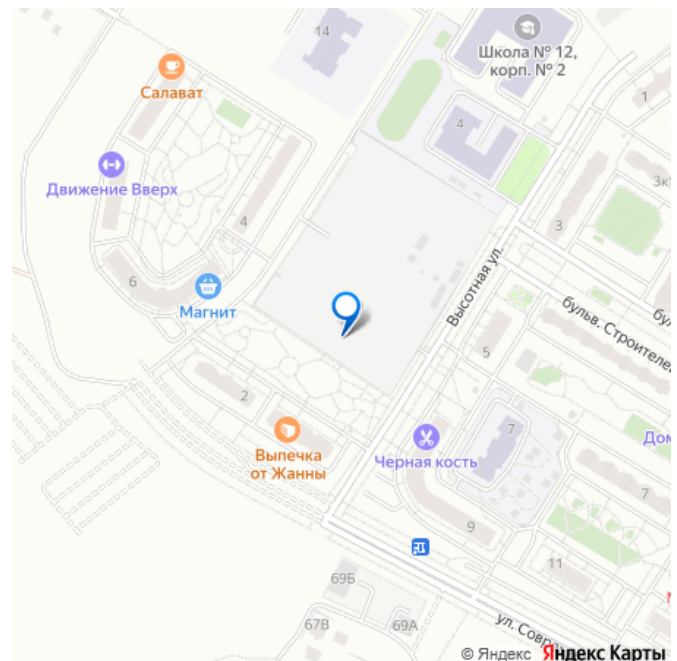 14
Школа № 12,
корп. № 2
Салават
1
4
Движение Вверх
3к
4
3
6
Магнит
Высотная ул.
бульв. Строителе
бу
5
2
Выпечка
от Жанны
Черная кость
7
Дом
7
9
11
69Б
67В
69А
ул. Совра
© Яндекс Яндекс Карты